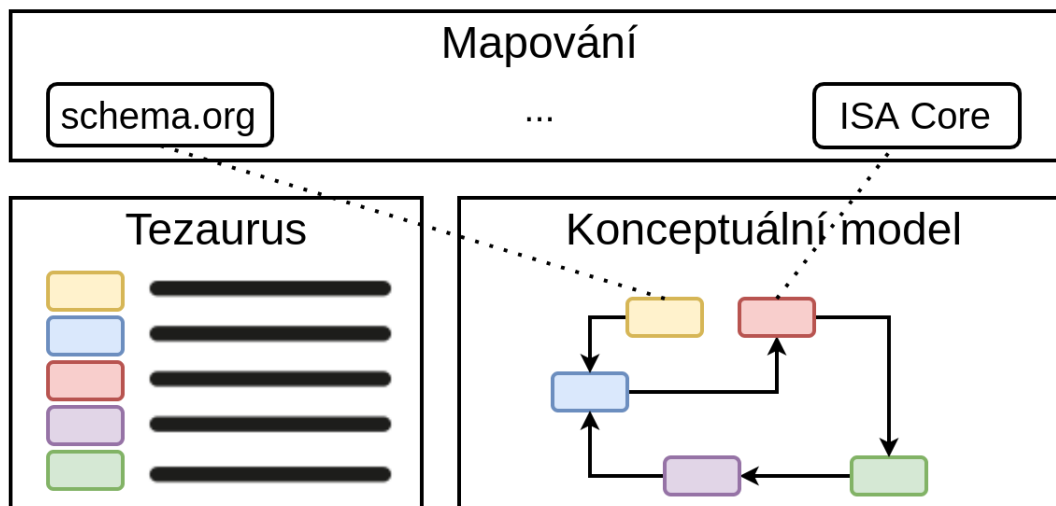 Mapování
schema.org
...
ISA Core
Tezaurus
Konceptuální model